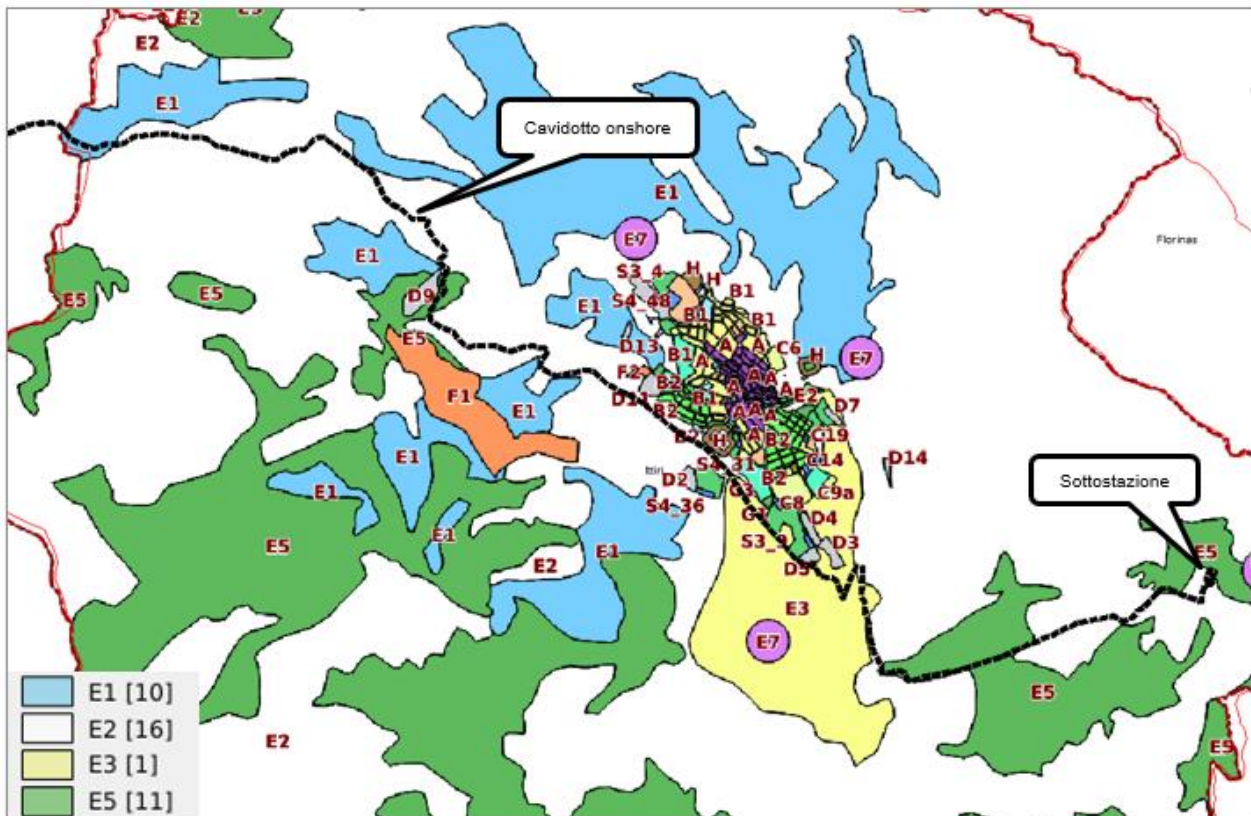 E2
E5
E2
E1
Cavidotto onshore
E1
E7
Florinas
E1
E5
E5
D9
S3_4
H
H
S4_48
E1
B1
B1
B1
E5
D13
B1
A
A
A
C6
H
E7
F2
B2
A
A
A
A
E2
F1
D11
B1
D7
E1
B2
A
A
A
C19
H
A
B2
E1
Ittiri
S4_31
C14
D14
D2
B2
C9a
Sottostazione
E1
S4_36
C8
D4
E5
S3_9
D3
E5
E1
E2
E1
D5
E3
E7
E5
E1 [10]
E2 [16]
E2
E3 [1]
E5 [11]